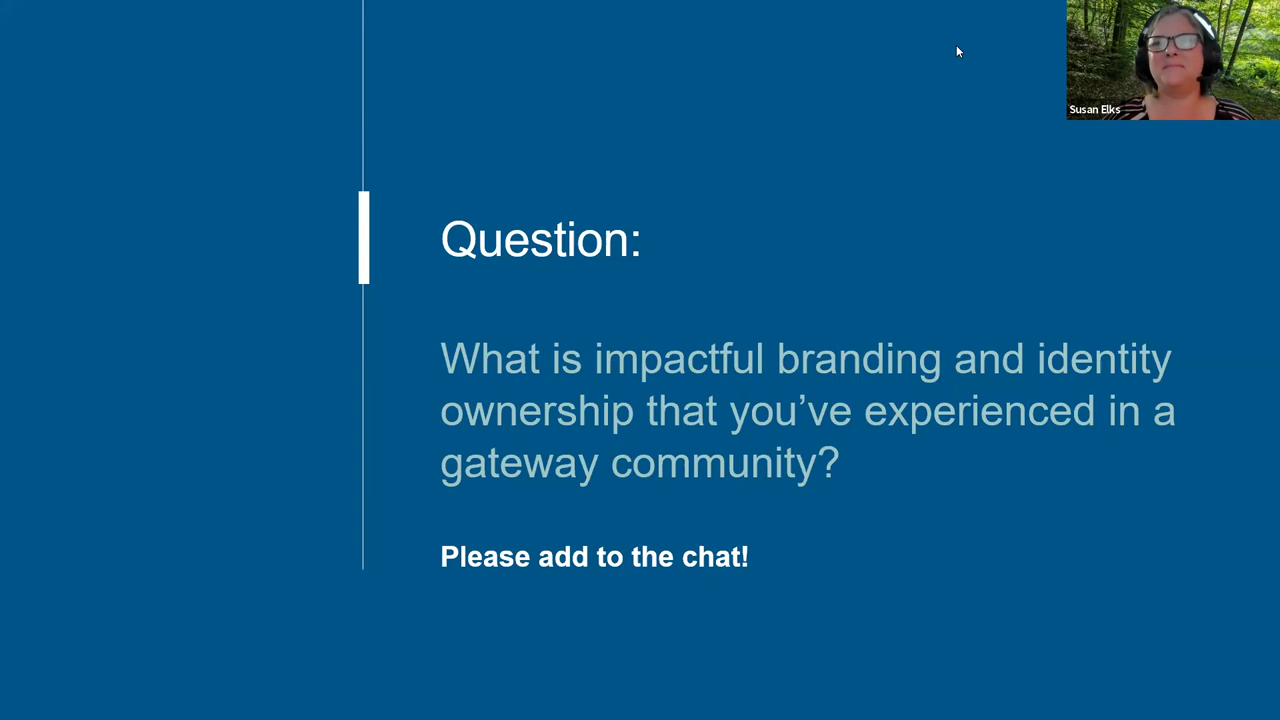 Susan Elks
Question:
What is impactful branding and identity
ownership that you’ve experienced in a
gateway community?
Please add to the chat!